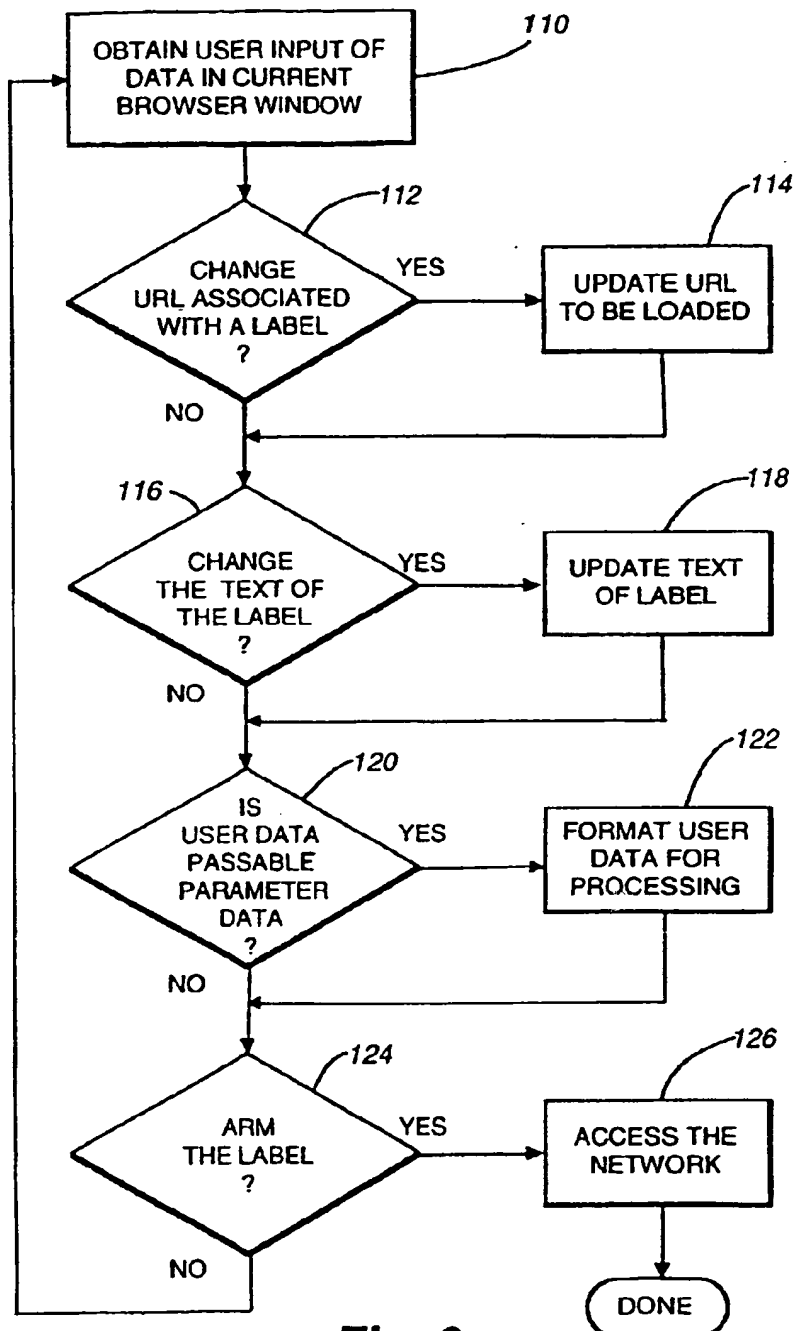 110
OBTAIN USER INPUT OF
DATA IN CURRENT
BROWSER WINDOW
112
CHANGE
URL ASSOCIATED
WITH A LABEL
?
YES
NO
114
UPDATE URL
TO BE LOADED
116
CHANGE
THE TEXT OF
THE LABEL
?
YES
NO
118
UPDATE TEXT
OF LABEL
120
IS
USER DATA
PASSABLE
PARAMETER
DATA
?
YES
NO
122
FORMAT USER
DATA FOR
PROCESSING
124
ARM
THE LABEL
?
YES
NO
126
ACCESS THE
NETWORK
DONE